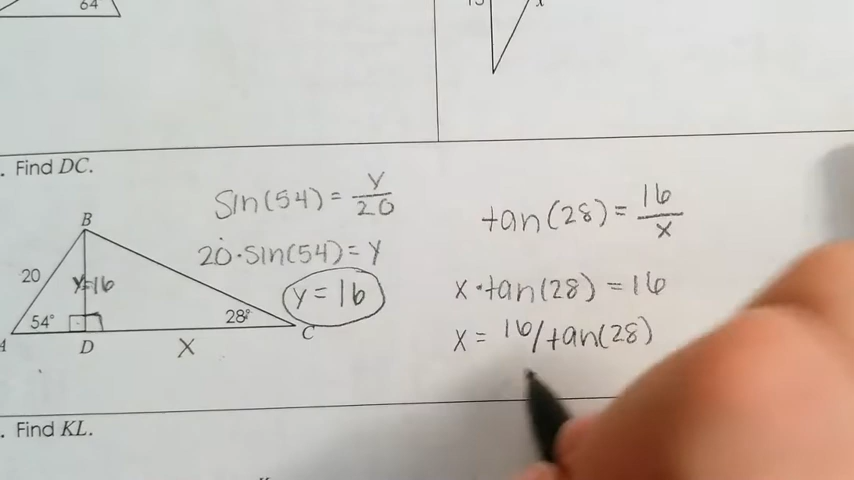 64
15
x
. Find DC.
sin(54) = y/20
20·sin(54) = y
y = 16
B
20
y=16
54°
28°
A
D
X
C
tan(28) = 16/x
x·tan(28) = 16
x = 16/tan(28)
. Find KL.